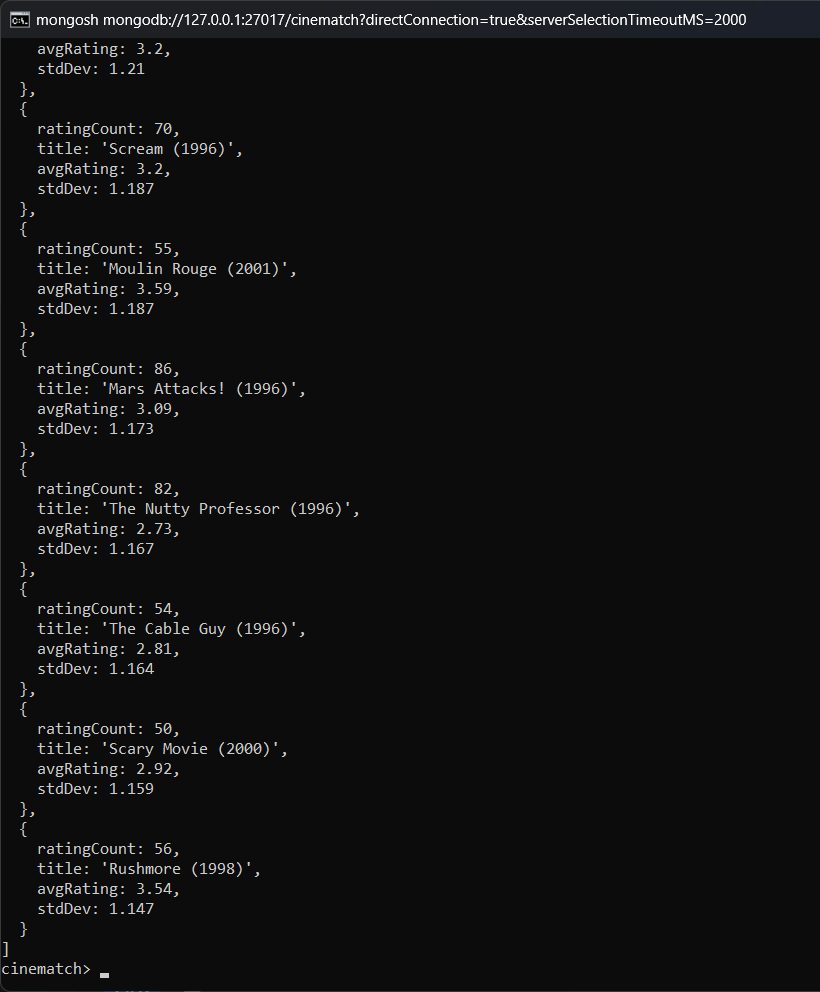 mongosh mongodb://127.0.0.1:27017/cinematch?directConnection=true&serverSelectionTimeoutMS=2000
    avgRating: 3.2,
    stdDev: 1.21
  },
  {
    ratingCount: 70,
    title: 'Scream (1996)',
    avgRating: 3.2,
    stdDev: 1.187
  },
  {
    ratingCount: 55,
    title: 'Moulin Rouge (2001)',
    avgRating: 3.59,
    stdDev: 1.187
  },
  {
    ratingCount: 86,
    title: 'Mars Attacks! (1996)',
    avgRating: 3.09,
    stdDev: 1.173
  },
  {
    ratingCount: 82,
    title: 'The Nutty Professor (1996)',
    avgRating: 2.73,
    stdDev: 1.167
  },
  {
    ratingCount: 54,
    title: 'The Cable Guy (1996)',
    avgRating: 2.81,
    stdDev: 1.164
  },
  {
    ratingCount: 50,
    title: 'Scary Movie (2000)',
    avgRating: 2.92,
    stdDev: 1.159
  },
  {
    ratingCount: 56,
    title: 'Rushmore (1998)',
    avgRating: 3.54,
    stdDev: 1.147
  }
]
cinematch>